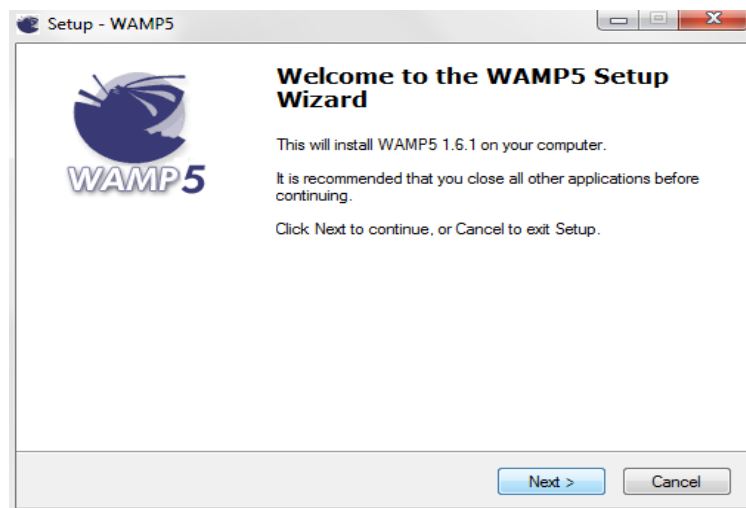 Setup - WAMP5
Welcome to the WAMP5 Setup
Wizard
This will install WAMP5 1.6.1 on your computer.
It is recommended that you close all other applications before
continuing.
Click Next to continue, or Cancel to exit Setup.
WAMP5
Next >
Cancel